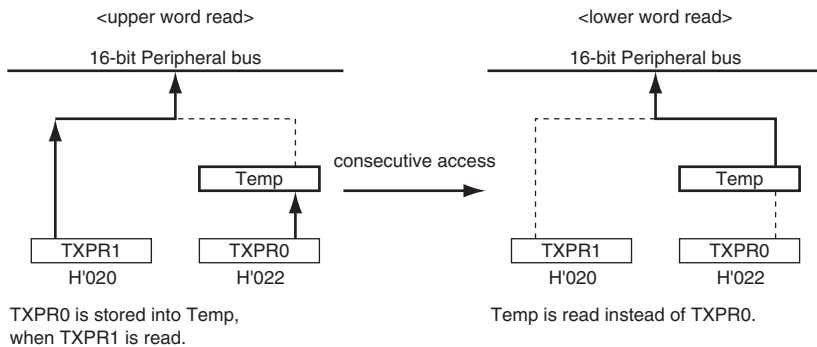 <upper word read>
<lower word read>
16-bit Peripheral bus
16-bit Peripheral bus
consecutive access
Temp
Temp
TXPR1
TXPR0
TXPR1
TXPR0
H'020
H'022
H'020
H'022
TXPR0 is stored into Temp,
when TXPR1 is read.
Temp is read instead of TXPR0.